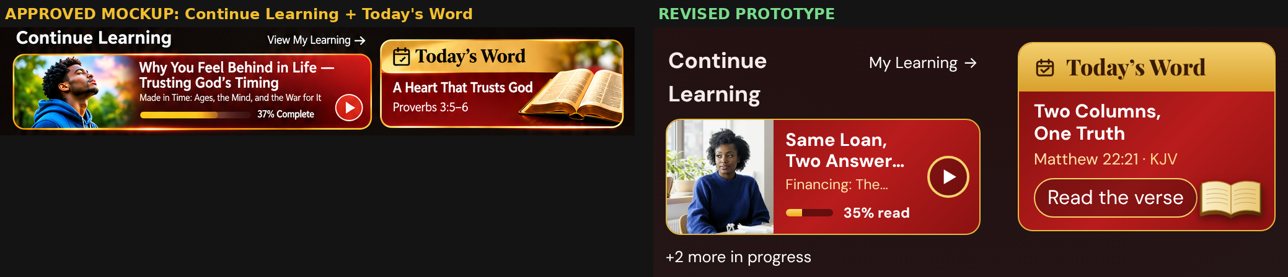 APPROVED MOCKUP: Continue Learning + Today's Word
Continue Learning
View My Learning →
Why You Feel Behind in Life —
Trusting God's Timing
Made in Time: Ages, the Mind, and the War for It
37% Complete
Today's Word
A Heart That Trusts God
Proverbs 3:5–6
REVISED PROTOTYPE
Continue
Learning
My Learning →
Same Loan,
Two Answer...
Financing: The...
35% read
+2 more in progress
Today's Word
Two Columns,
One Truth
Matthew 22:21 · KJV
Read the verse